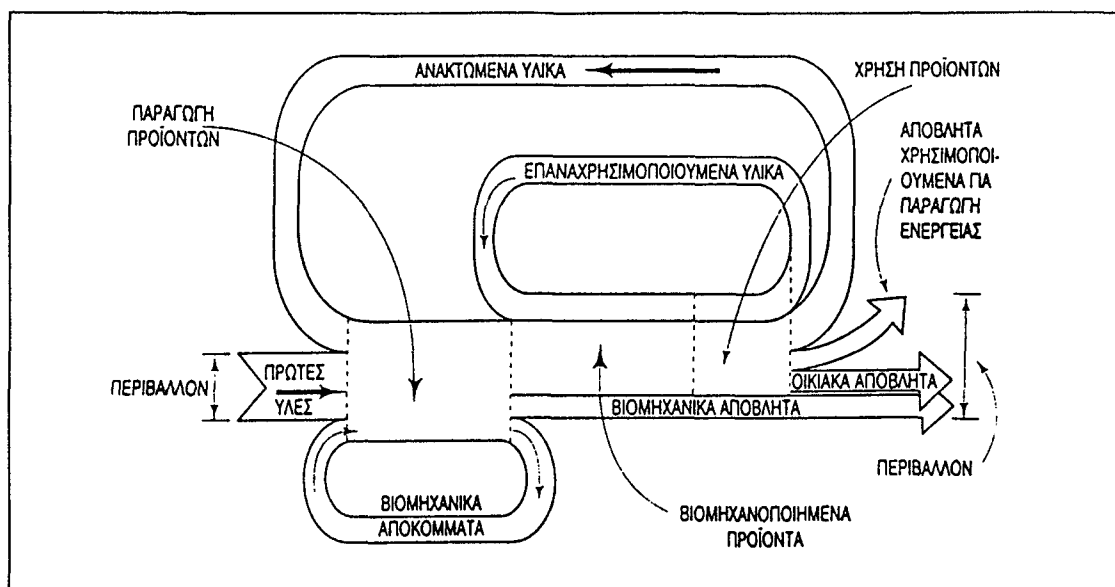 ΑΝΑΚΤΩΜΕΝΑ ΥΛΙΚΑ
ΧΡΗΣΗ ΠΡΟΪΟΝΤΩΝ
ΠΑΡΑΓΩΓΗ
ΠΡΟΪΟΝΤΩΝ
ΑΠΟΒΛΗΤΑ
ΧΡΗΣΙΜΟΠΟΙ-
ΟΥΜΕΝΑ ΓΙΑ
ΠΑΡΑΓΩΓΗ
ΕΝΕΡΓΕΙΑΣ
ΕΠΑΝΑΧΡΗΣΙΜΟΠΟΙΟΥΜΕΝΑ ΥΛΙΚΑ
ΠΕΡΙΒΑΛΛΟΝ
ΠΡΩΤΕΣ
ΥΛΕΣ
ΟΙΚΙΑΚΑ ΑΠΟΒΛΗΤΑ
ΒΙΟΜΗΧΑΝΙΚΑ ΑΠΟΒΛΗΤΑ
ΠΕΡΙΒΑΛΛΟΝ
ΒΙΟΜΗΧΑΝΙΚΑ
ΑΠΟΚΟΜΜΑΤΑ
ΒΙΟΜΗΧΑΝΟΠΟΙΗΜΕΝΑ
ΠΡΟΪΟΝΤΑ